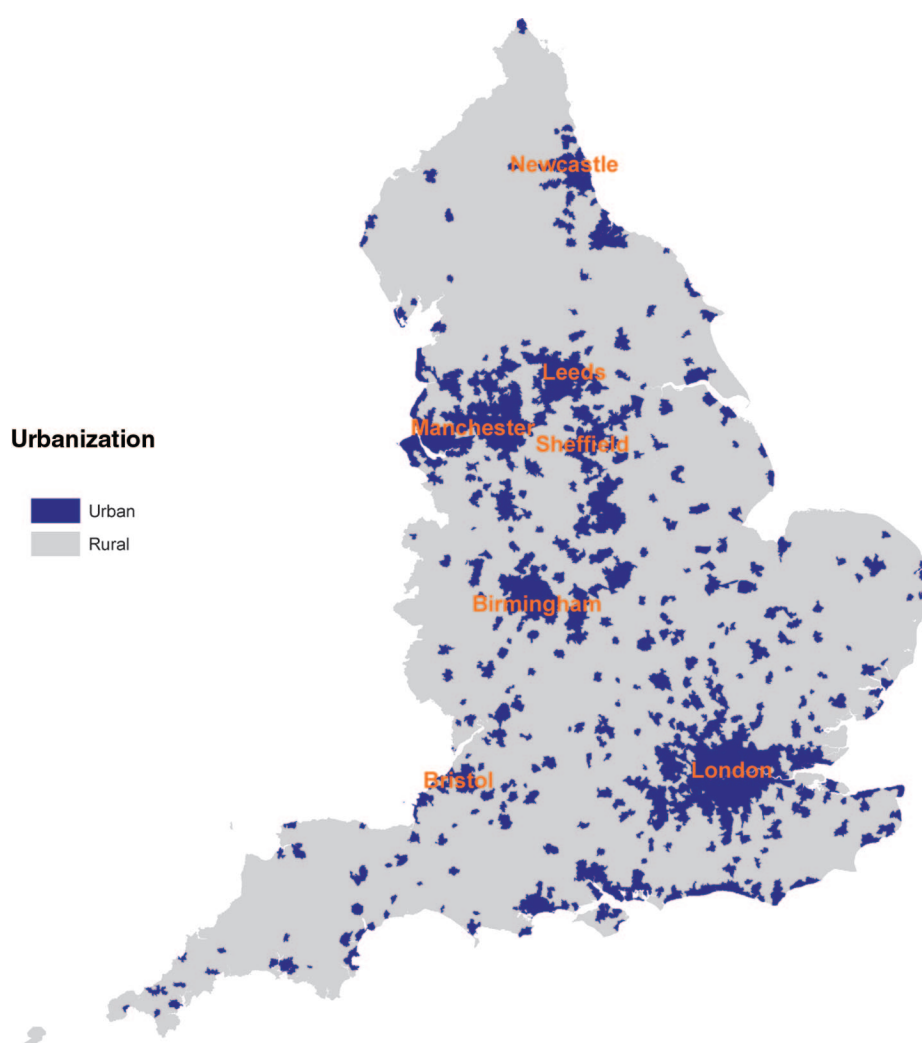 Newcastle
Leeds
Manchester
Sheffield
Urbanization
Urban
Rural
Birmingham
London
Bristol